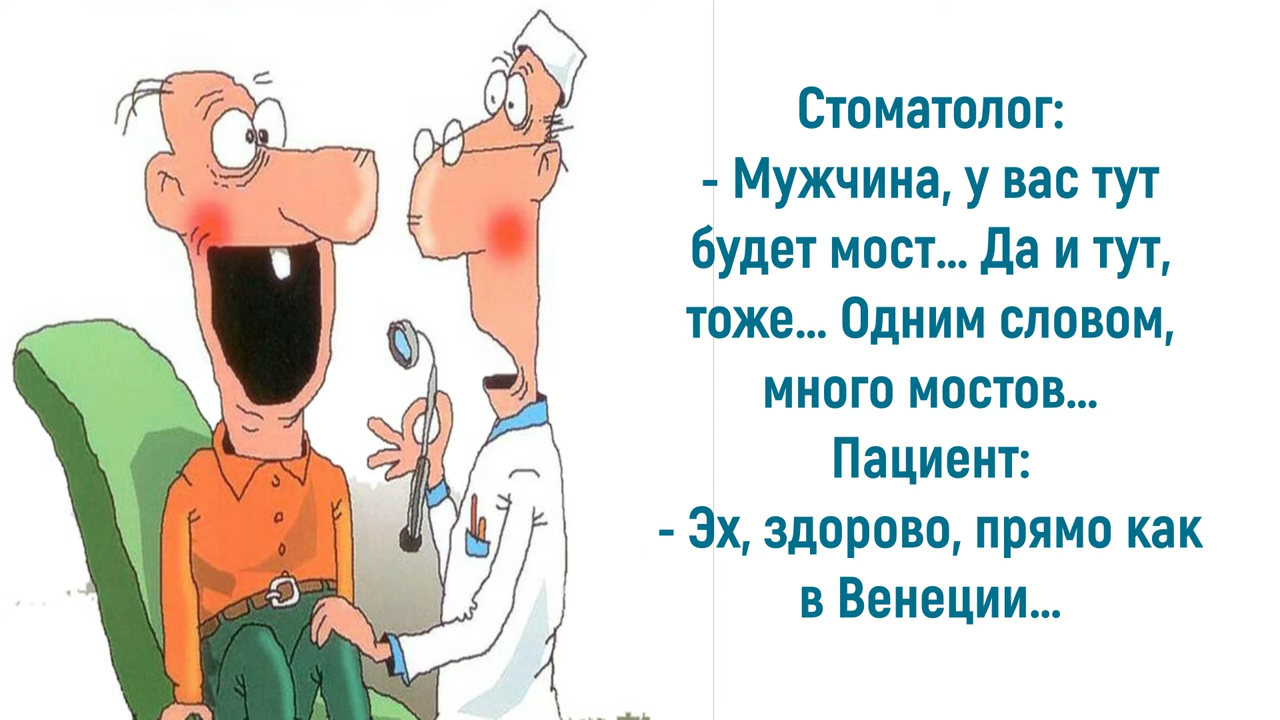 Стоматолог:
- Мужчина, у вас тут
будет мост... Да и тут,
тоже... Одним словом,
много мостов...
Пациент:
- Эх, здорово, прямо как
в Венеции...